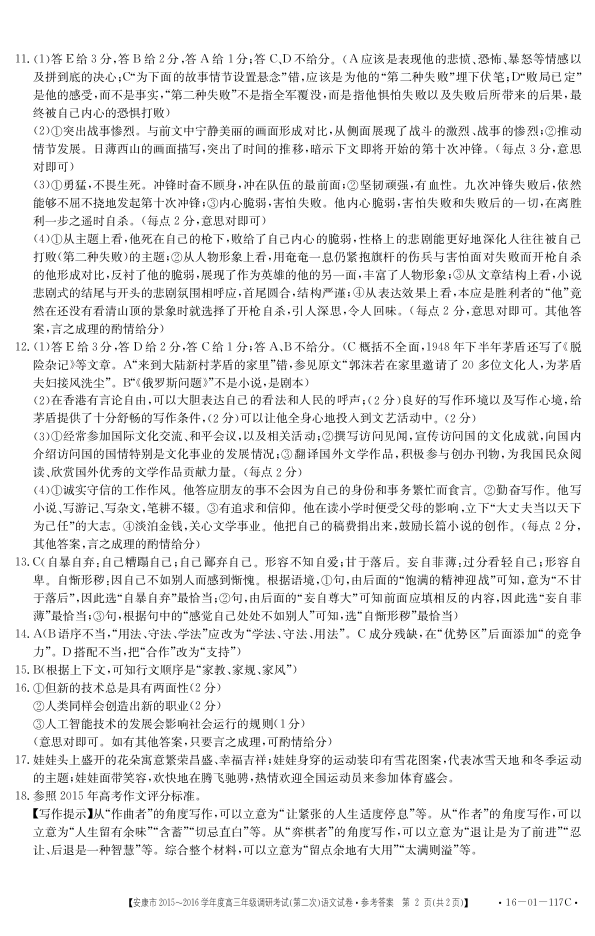 11. (1)答 E 给 3 分,答 B 给 2 分,答 A 给 1 分;答 C、D 不给分。(A 应该是表现他的悲愤、恐怖、暴怒等情感以
及拼到底的决心;C“为下面的故事情节设置悬念”错,应该是为他的“第二种失败”埋下伏笔;D“败局已定”
是他的感受,而不是事实,“第二种失败”不是指全军覆没,而是指他惧怕失败以及失败后所带来的后果,最
终被自己内心的恐惧打败)
(2)①突出战事惨烈。与前文中宁静美丽的画面形成对比,从侧面展现了战斗的激烈、战事的惨烈;②推动
情节发展。日薄西山的画面描写,突出了时间的推移,暗示下文即将开始的第十次冲锋。(每点 3 分,意思
对即可)
(3)①勇猛,不畏生死。冲锋时奋不顾身,冲在队伍的最前面;②坚韧顽强,有血性。九次冲锋失败后,依然
能够不屈不挠地发起第十次冲锋;③内心脆弱,害怕失败。他内心脆弱,害怕失败和失败后的一切,在离胜
利一步之遥时自杀。(每点 2 分,意思对即可)
(4)①从主题上看,他死在自己的枪下,败给了自己内心的脆弱,性格上的悲剧能更好地深化人往往被自己
打败(第二种失败)的主题;②从人物形象上看,用奄奄一息仍紧抱旗杆的伤兵与害怕面对失败而开枪自杀
的他形成对比,反衬了他的脆弱,展现了作为英雄的他的另一面,丰富了人物形象;③从文章结构上看,小说
悲剧式的结尾与开头的悲剧氛围相呼应,首尾圆合,结构严谨;④从表达效果上看,本应是胜利者的“他”竟
然在还没有看清山顶的景象时就选择了开枪自杀,引人深思,令人回味。(每点 2 分,意思对即可。其他答
案,言之成理的酌情给分)
12. (1)答 E 给 3 分,答 D 给 2 分,答 C 给 1 分;答 A、B 不给分。(C 概括不全面,1948 年下半年茅盾还写了《脱
险杂记》等文章。A“来到大陆新村茅盾的家里”错,参见原文“郭沫若在家里邀请了 20 多位文化人,为茅盾
夫妇接风洗尘”。B“《俄罗斯问题》”不是小说,是剧本)
(2)在香港有言论自由,可以大胆表达自己的看法和人民的呼声;(2 分)良好的写作环境以及写作心境,给
茅盾提供了十分舒畅的写作条件,(2 分)可以让他全身心地投入到文艺活动中。(2 分)
(3)①经常参加国际文化交流、和平会议,以及相关活动;②撰写访问见闻,宣传访问国的文化成就,向国内
介绍访问国的国情特别是文化事业的发展情况;③翻译国外文学作品,积极参与创办刊物,为我国民众阅
读、欣赏国外优秀的文学作品贡献力量。(每点 2 分)
(4)①诚实守信的工作作风。他答应朋友的事不会因为自己的身份和事务繁忙而食言。②勤奋写作。他写
小说、写游记、写杂文,笔耕不辍。③有追求和信仰。他在读小学时便受父母的影响,立下“大丈夫当以天下
为己任”的大志。④淡泊金钱,关心文学事业。他把自己的稿费捐出来,鼓励长篇小说的创作。(每点 2 分,
其他答案,言之成理的酌情给分)
13. C(自暴自弃:自己糟蹋自己;自己鄙弃自己。形容不知自爱;甘于落后。妄自菲薄:过分看轻自己;形容自
卑。自惭形秽:因自己不如别人而感到惭愧。根据语境,①句,由后面的“饱满的精神迎战”可知,意为“不甘
于落后”,因此选“自暴自弃”最恰当;②句,由后面的“妄自尊大”可知前面应填相反的内容,因此选“妄自菲
薄”最恰当;③句,根据句中的“感觉自己处处不如别人”可知,选“自惭形秽”最恰当)
14. A(B 语序不当,“用法、守法、学法”应改为“学法、守法、用法”。C 成分残缺,在“优势区”后面添加“的竞争
力”。D 搭配不当,把“合作”改为“支持”)
15. B(根据上下文,可知行文顺序是“家教、家规、家风”)
16. ①但新的技术总是具有两面性(2 分)
②人类同样会创造出新的职业(2 分)
③人工智能技术的发展会影响社会运行的规则(1 分)
(意思对即可。如有其他答案,只要言之成理,可酌情给分)
17. 娃娃头上盛开的花朵寓意繁荣昌盛、幸福吉祥;娃娃身穿的运动装印有雪花图案,代表冰雪天地和冬季运动
的主题;娃娃面带笑容,欢快地在腾飞驰骋,热情欢迎全国运动员来参加体育盛会。
18. 参照 2015 年高考作文评分标准。
【写作提示】从“作曲者”的角度写作,可以立意为“让紧张的人生适度停息”等。从“作者”的角度写作,可以
立意为“人生留有余味”“含蓄”“切忌直白”等。从“弈棋者”的角度写作,可以立意为“退让是为了前进”“忍
让、后退是一种智慧”等。综合整个材料,可以立意为“留点余地有大用”“太满则溢”等。
【安康市 2015~2016 学年度高三年级调研考试(第二次)语文试卷·参考答案 第 2 页(共 2 页)】
·16-01-117C·